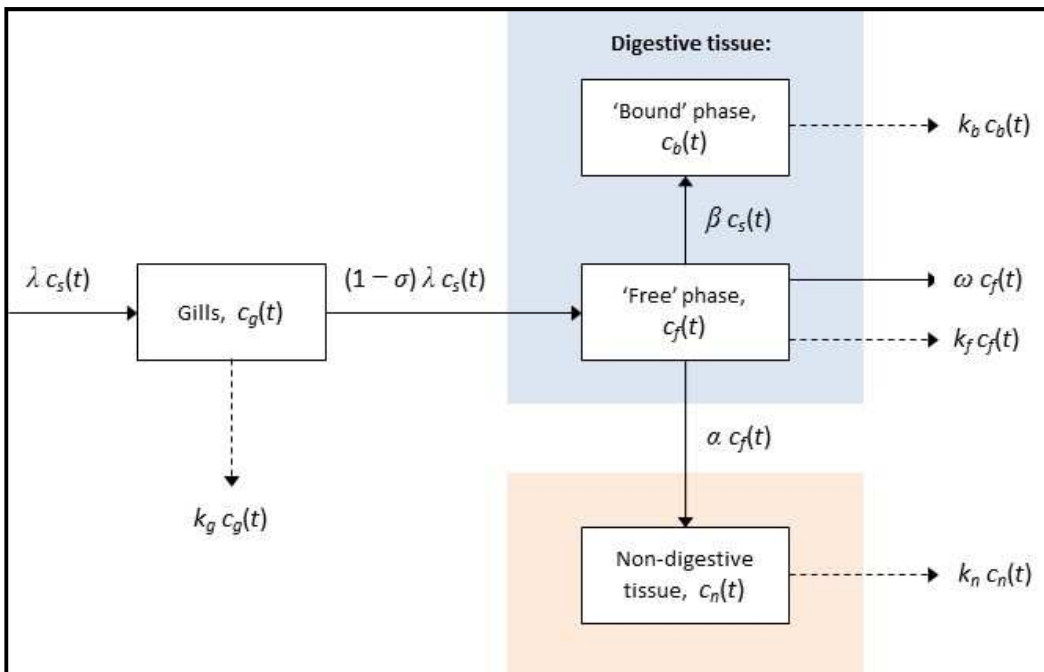 Digestive tissue:
‘Bound’ phase,
c_b(t)
k_b c_b(t)
β c_s(t)
λ c_s(t)
(1 − σ) λ c_s(t)
Gills, c_g(t)
‘Free’ phase,
c_f(t)
ω c_f(t)
k_f c_f(t)
α c_f(t)
k_g c_g(t)
Non-digestive
tissue, c_n(t)
k_n c_n(t)